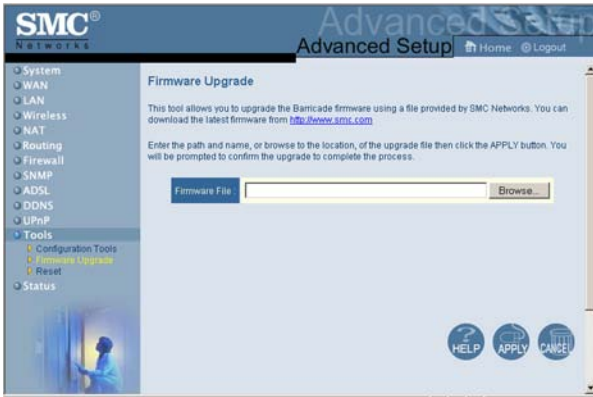 SMC®
Networks
Advanced Setup
Advanced Setup
Home
Logout
System
WAN
LAN
Wireless
NAT
Routing
Firewall
SNMP
ADSL
DDNS
UPnP
Tools
Configuration Tools
Firmware Upgrade
Reset
Status
Firmware Upgrade
This tool allows you to upgrade the Barricade firmware using a file provided by SMC Networks. You can
download the latest firmware from http://www.smc.com
Enter the path and name, or browse to the location, of the upgrade file then click the APPLY button. You
will be prompted to confirm the upgrade to complete the process.
Firmware File :
Browse...
HELP
APPLY
CANCEL